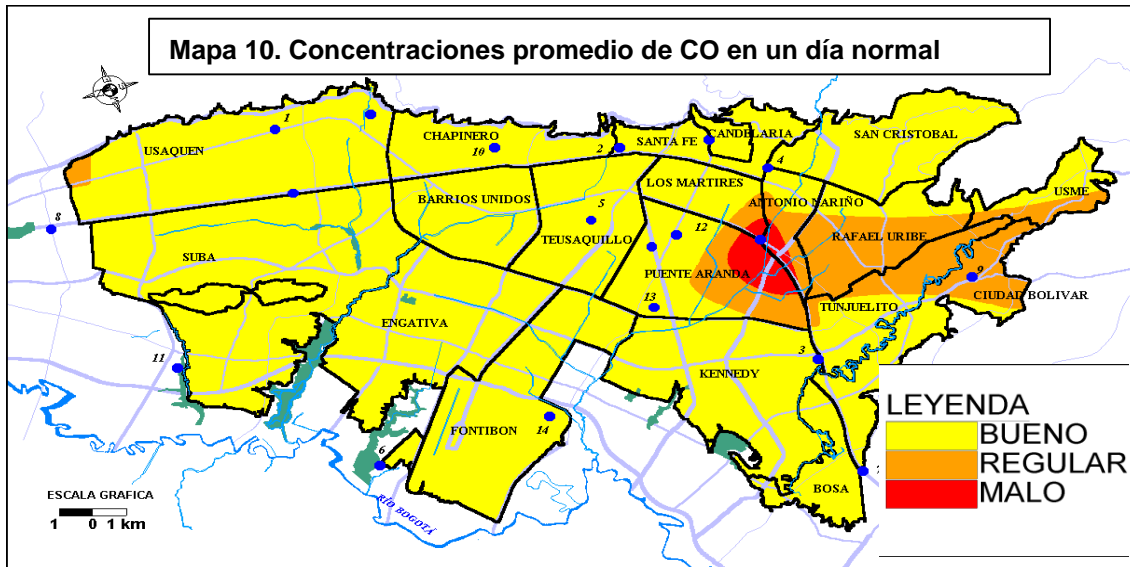 Mapa 10. Concentraciones promedio de CO en un día normal
USAQUEN
1
CHAPINERO
10
2
SANTA FE
CANDELARIA
SAN CRISTOBAL
4
LOS MARTIRES
BARRIOS UNIDOS
5
TEUSAQUILLO
12
ANTONIO NARIÑO
USME
8
SUBA
RAFAEL URIBE
PUENTE ARANDA
9
CIUDAD BOLIVAR
13
TUNJUELITO
ENGATIVA
11
3
KENNEDY
FONTIBON
14
6
BOSA
RÍO BOGOTÁ
ESCALA GRAFICA
1 0 1 km
LEYENDA
BUENO
REGULAR
MALO